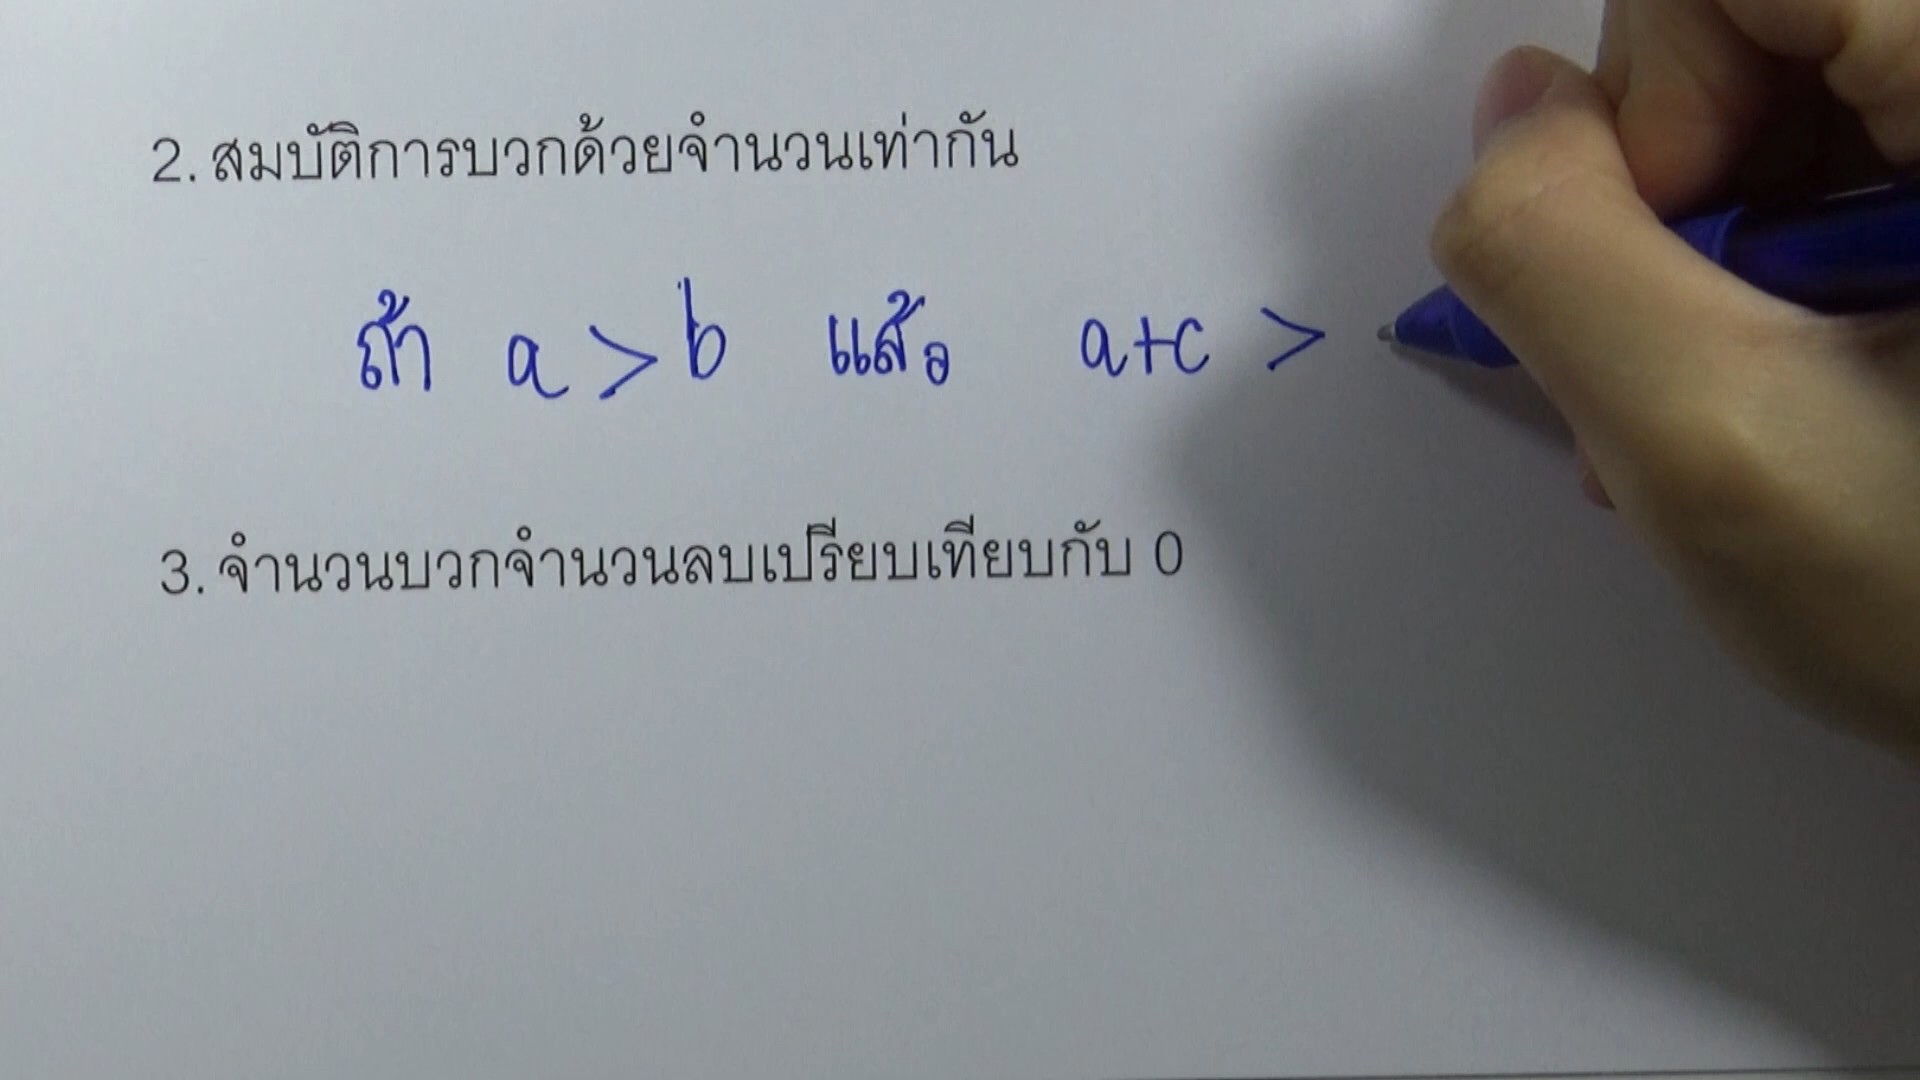 2. สมบัติการบวกด้วยจำนวนเท่ากัน
ถ้า a > b แล้ว a+c >
3. จำนวนบวกจำนวนลบเปรียบเทียบกับ 0